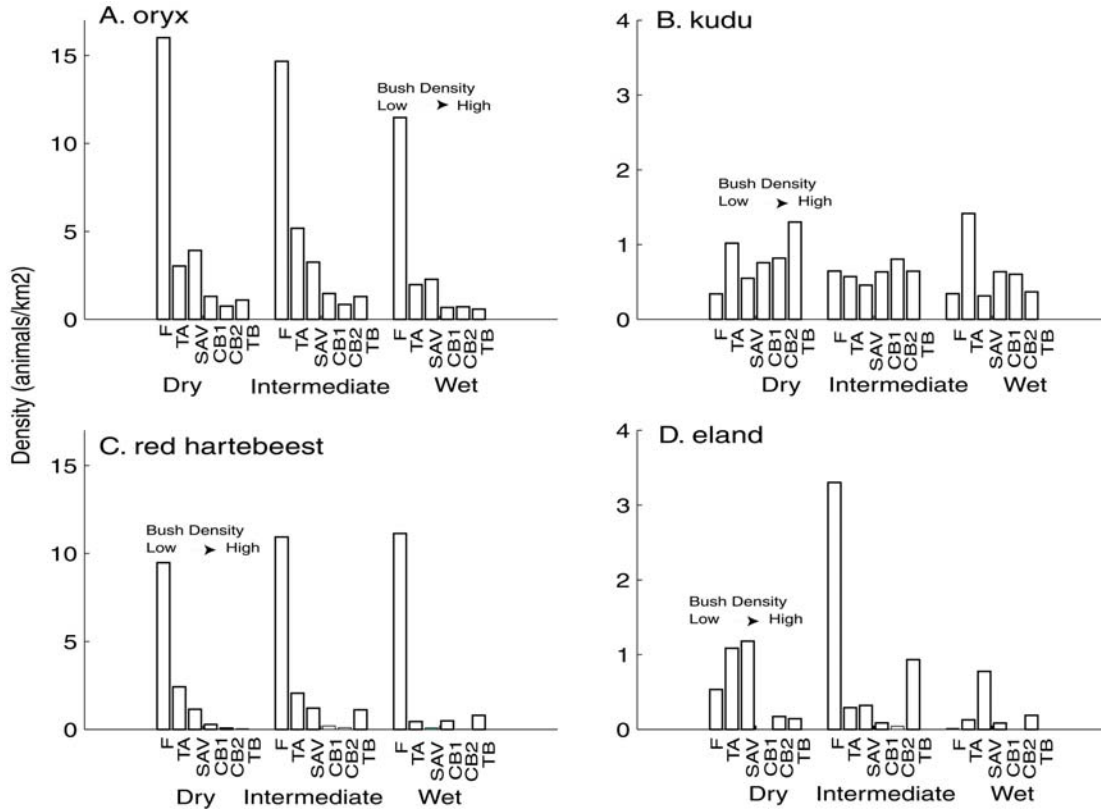 A. oryx
15
10
5
0
Bush Density
Low ➤ High
F TA SAV CB1 CB2 TB F TA SAV CB1 CB2 TB F TA SAV CB1 CB2 TB
Dry Intermediate Wet
B. kudu
4
3
2
1
0
Bush Density
Low ➤ High
F TA SAV CB1 CB2 TB F TA SAV CB1 CB2 TB F TA SAV CB1 CB2 TB
Dry Intermediate Wet
Density (animals/km2)
C. red hartebeest
15
10
5
0
Bush Density
Low ➤ High
F TA SAV CB1 CB2 TB F TA SAV CB1 CB2 TB F TA SAV CB1 CB2 TB
Dry Intermediate Wet
D. eland
4
3
2
1
0
Bush Density
Low ➤ High
F TA SAV CB1 CB2 TB F TA SAV CB1 CB2 TB F TA SAV CB1 CB2 TB
Dry Intermediate Wet